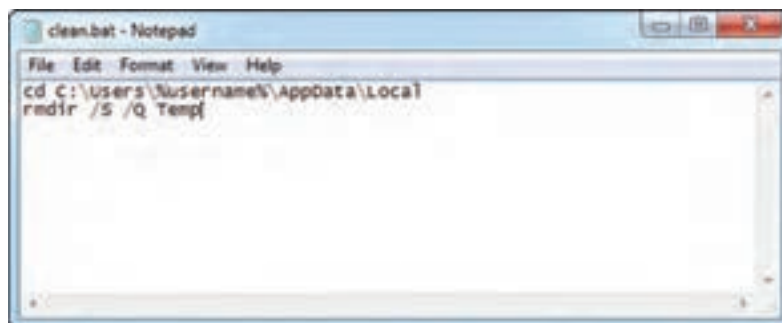 clean.bat - Notepad
File Edit Format View Help
cd C:\Users\%username%\AppData\Local
rmdir /S /Q Temp